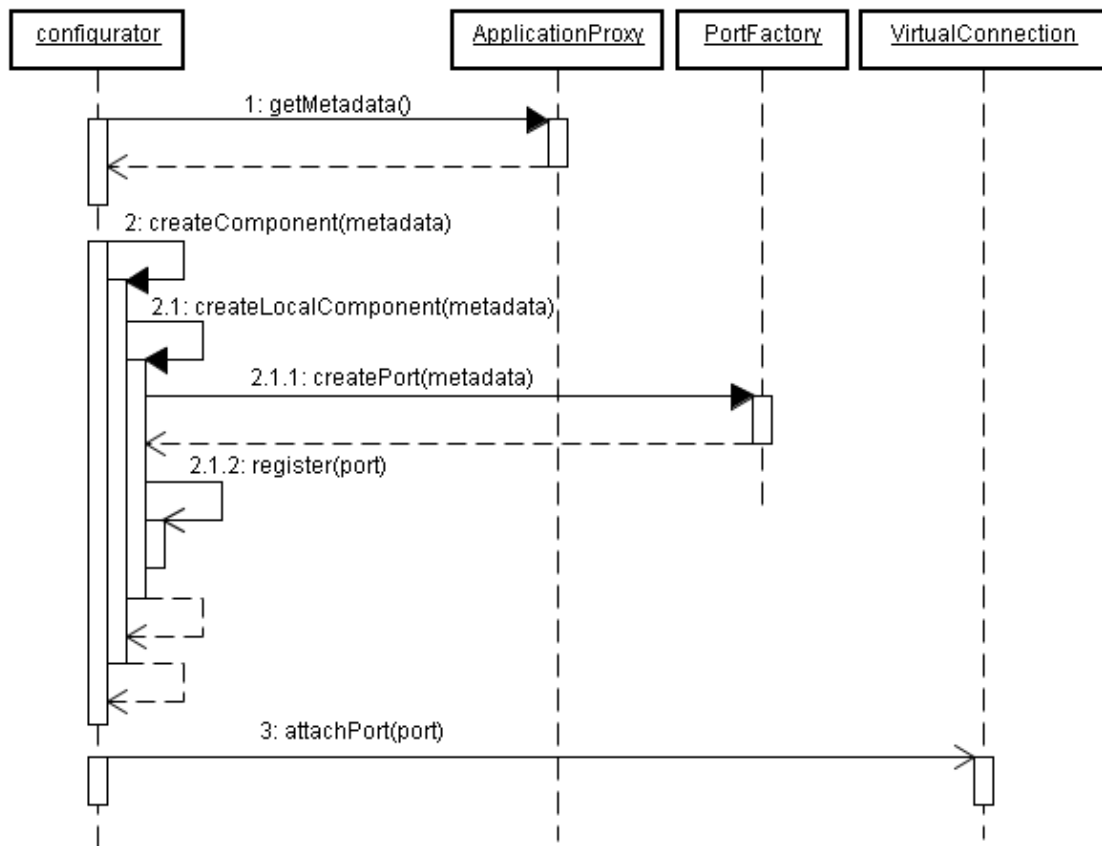 configurator
ApplicationProxy
PortFactory
VirtualConnection
1: getMetadata()
2: createComponent(metadata)
2.1: createLocalComponent(metadata)
2.1.1: createPort(metadata)
2.1.2: register(port)
3: attachPort(port)